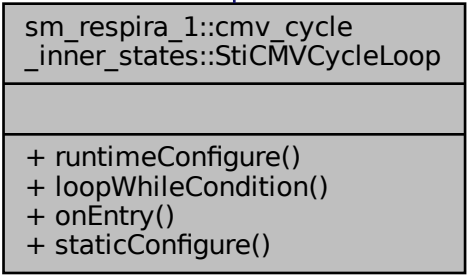 sm_respira_1::cmv_cycle
_inner_states::StiCMVCycleLoop
+ runtimeConfigure()
+ loopWhileCondition()
+ onEntry()
+ staticConfigure()